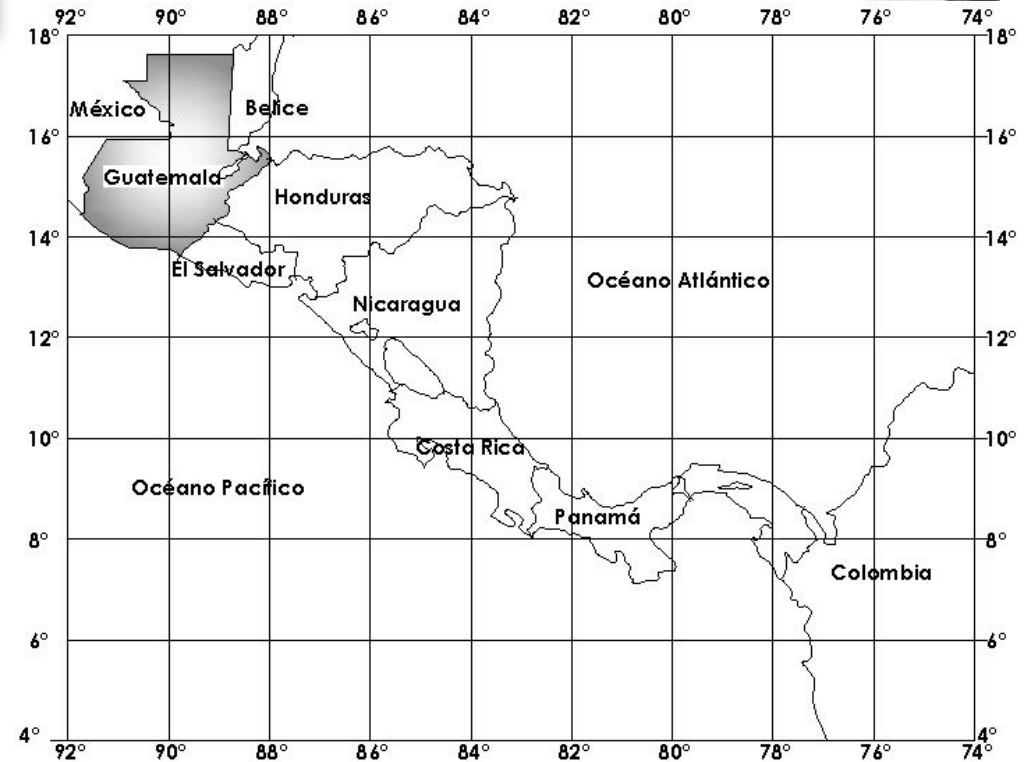 92° 90° 88° 86° 84° 82° 80° 78° 76° 74°
18° 18°
México Belice
16° 16°
Guatemala
Honduras
14° 14°
El Salvador
Océano Atlántico
Nicaragua
12° 12°
10° 10°
Costa Rica
Océano Pacífico
Panamá
8° 8°
Colombia
6° 6°
4° 4°
92° 90° 88° 86° 84° 82° 80° 78° 76° 74°